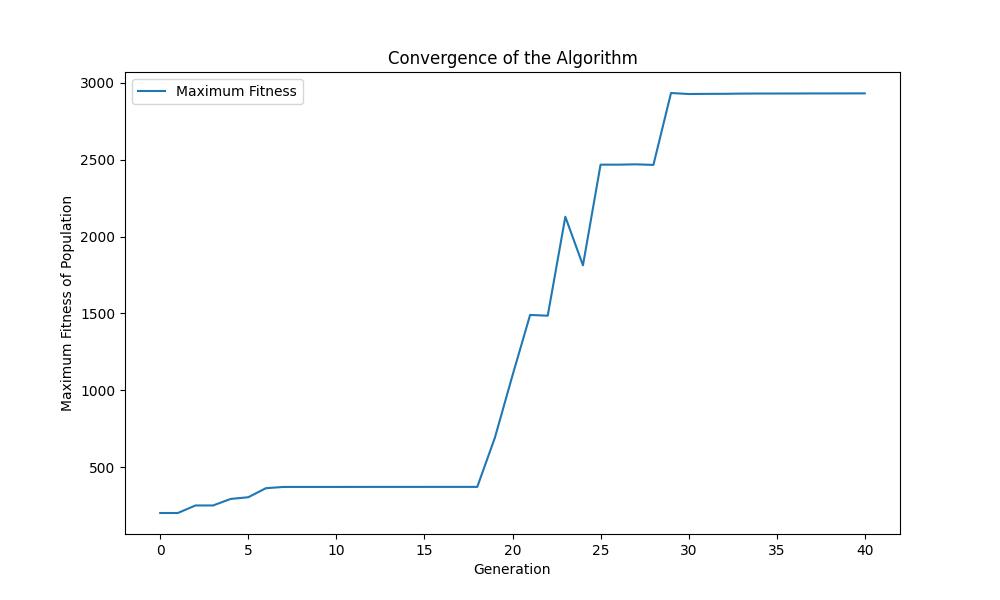 Convergence of the Algorithm
Maximum Fitness
Maximum Fitness of Population
3000
2500
2000
1500
1000
500
0 5 10 15 20 25 30 35 40
Generation